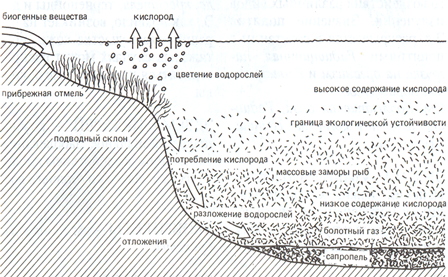 биогенные вещества
кислород
цветение водорослей
прибрежная отмель
высокое содержание кислорода
граница экологической устойчивости
подводный склон
потребление кислорода
массовые заморы рыб
низкое содержание кислорода
разложение водорослей
болотный газ
отложения
сапропель